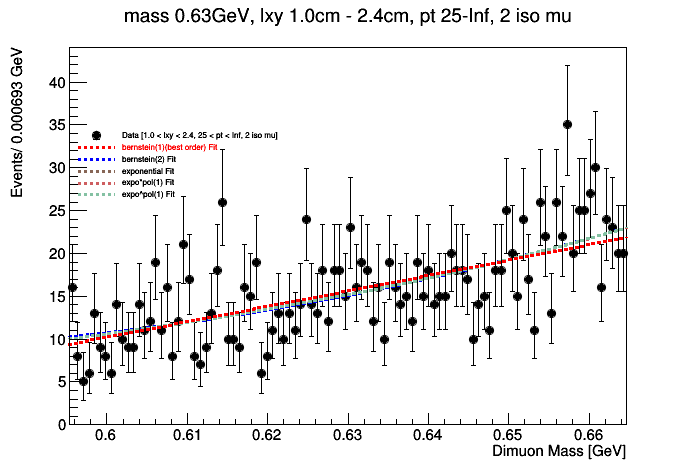 mass 0.63GeV, lxy 1.0cm - 2.4cm, pt 25-Inf, 2 iso mu
Events/ 0.000693 GeV
40
35
30
25
20
15
10
5
0
Data [1.0 < lxy < 2.4, 25 < pt < Inf, 2 iso mu]
bernstein(1)(best order) Fit
bernstein(2) Fit
exponential Fit
expo*pol(1) Fit
expo*pol(1) Fit
0.6 0.61 0.62 0.63 0.64 0.65 0.66
Dimuon Mass [GeV]